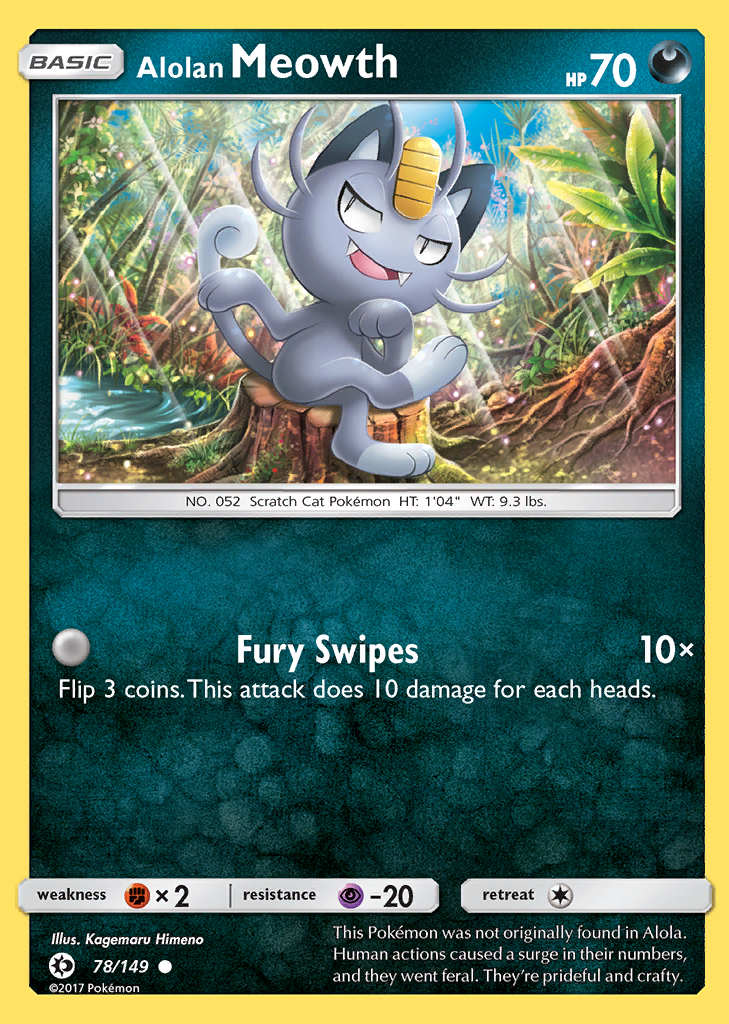 BASIC Alolan Meowth HP 70
NO. 052 Scratch Cat Pokémon HT: 1'04" WT: 9.3 lbs.
Fury Swipes 10×
Flip 3 coins. This attack does 10 damage for each heads.
weakness × 2 resistance -20 retreat
Illus. Kagemaru Himeno
78/149
©2017 Pokémon
This Pokémon was not originally found in Alola.
Human actions caused a surge in their numbers,
and they went feral. They're prideful and crafty.